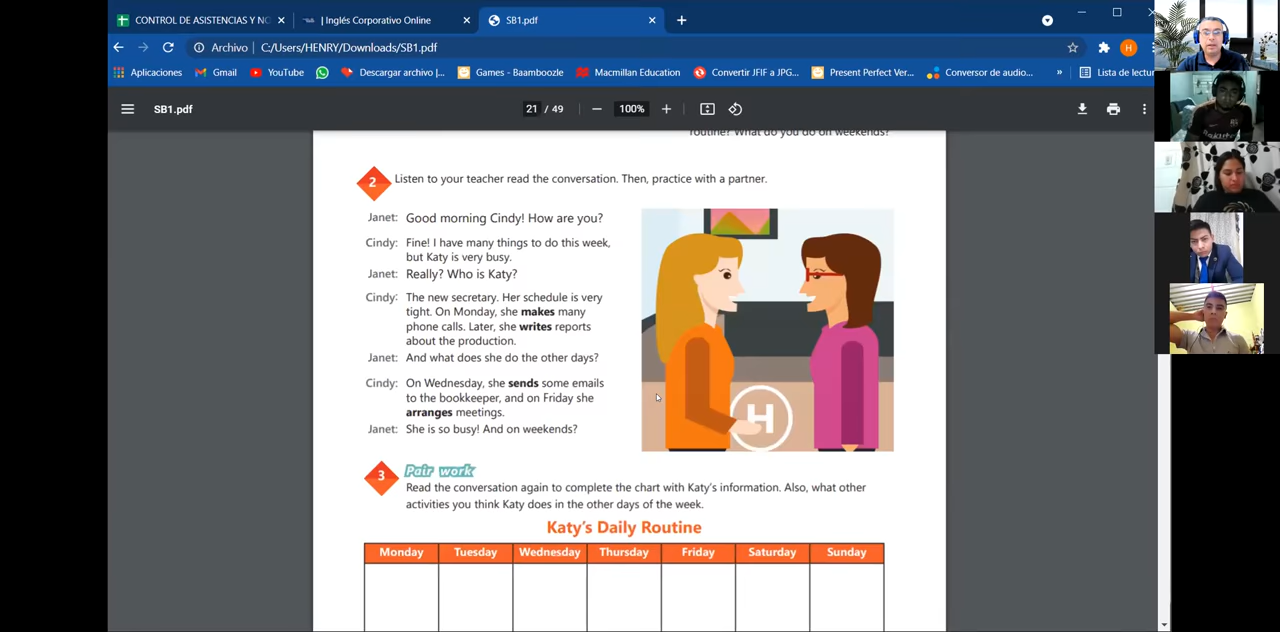 CONTROL DE ASISTENCIAS Y NO
| Inglés Corporativo Online
SB1.pdf
Archivo | C:/Users/HENRY/Downloads/SB1.pdf
H
Aplicaciones
Gmail
YouTube
Descargar archivo |...
Games - Baamboozle
Macmillan Education
Convertir JFIF a JPG...
Present Perfect Ver...
Conversor de audio...
»
Lista de lectur
SB1.pdf
21 / 49
100%
routine? What do you do on weekends?
2
Listen to your teacher read the conversation. Then, practice with a partner.
Janet: Good morning Cindy! How are you?
Cindy: Fine! I have many things to do this week,
but Katy is very busy.
Janet: Really? Who is Katy?
Cindy: The new secretary. Her schedule is very
tight. On Monday, she makes many
phone calls. Later, she writes reports
about the production.
Janet: And what does she do the other days?
Cindy: On Wednesday, she sends some emails
to the bookkeeper, and on Friday she
arranges meetings.
Janet: She is so busy! And on weekends?
H
3
Pair work
Read the conversation again to complete the chart with Katy's information. Also, what other
activities you think Katy does in the other days of the week.
Katy's Daily Routine
Monday Tuesday Wednesday Thursday Friday Saturday Sunday